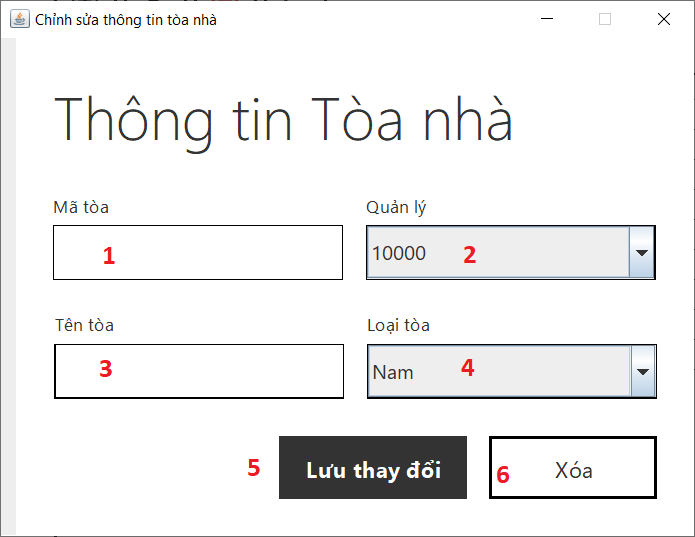 Chỉnh sửa thông tin tòa nhà
Thông tin Tòa nhà
Mã tòa
Quản lý
1
10000
2
Tên tòa
Loại tòa
3
Nam
4
5
Lưu thay đổi
6
Xóa